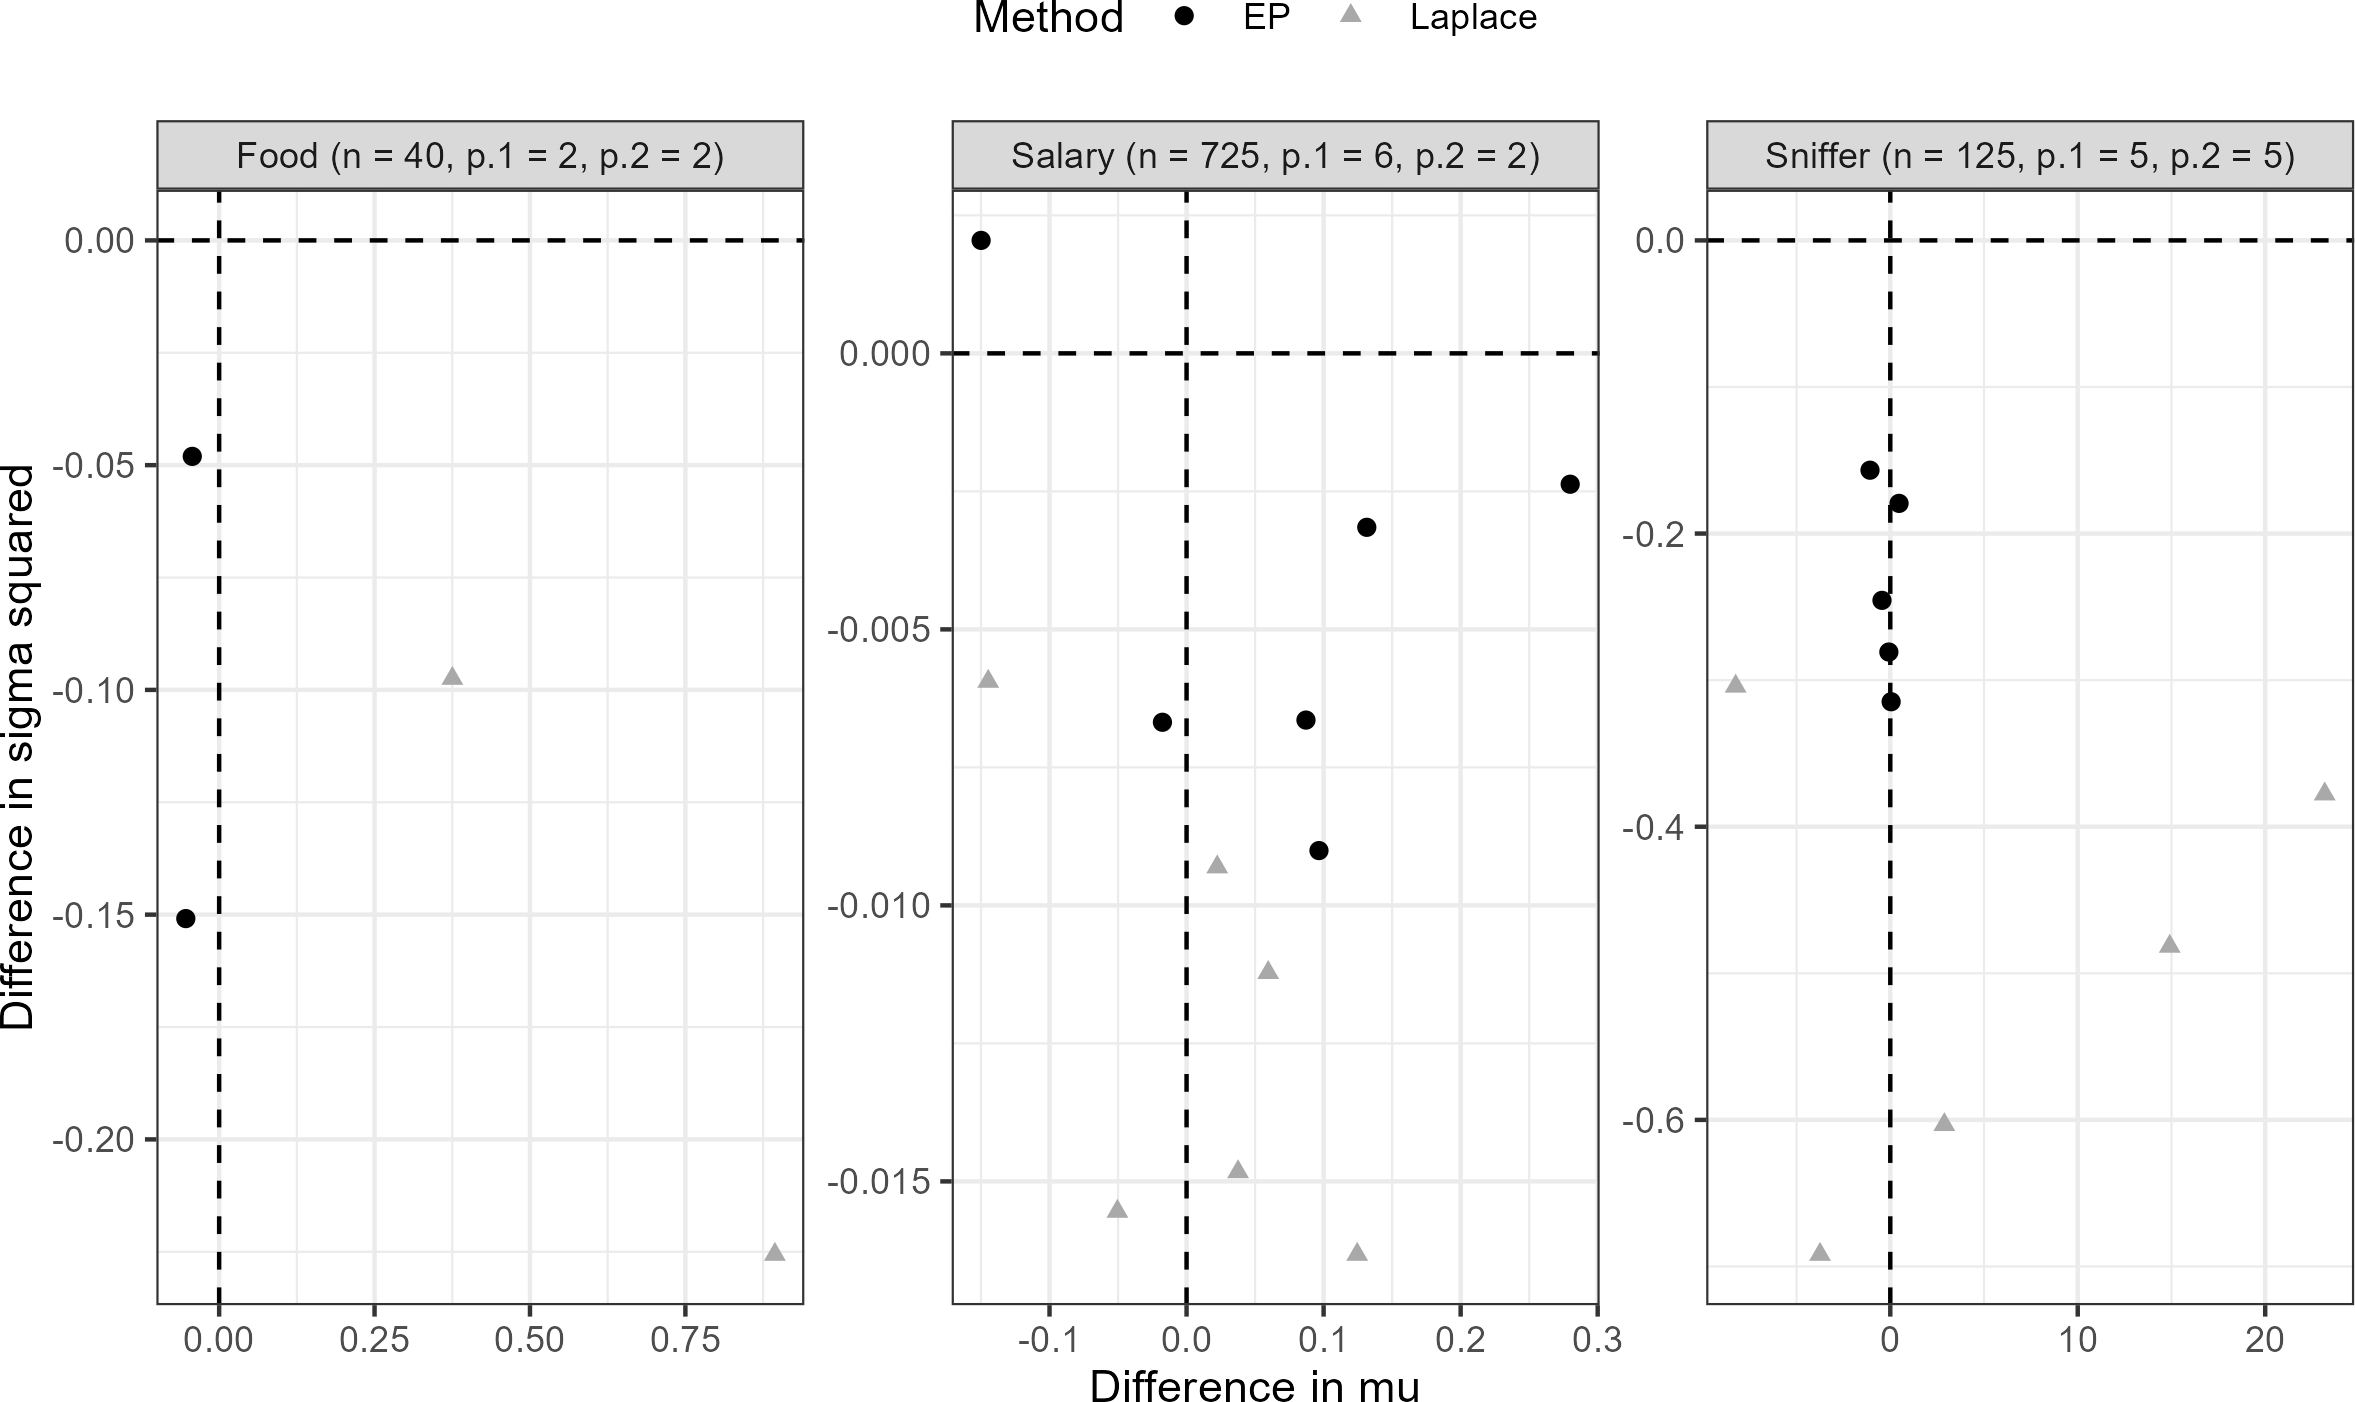 Method EP Laplace
Food (n = 40, p.1 = 2, p.2 = 2)
Salary (n = 725, p.1 = 6, p.2 = 2)
Sniffer (n = 125, p.1 = 5, p.2 = 5)
Difference in sigma squared
0.00
-0.05
-0.10
-0.15
-0.20
0.00 0.25 0.50 0.75
0.000
-0.005
-0.010
-0.015
-0.1 0.0 0.1 0.2 0.3
0.0
-0.2
-0.4
-0.6
0 10 20
Difference in mu